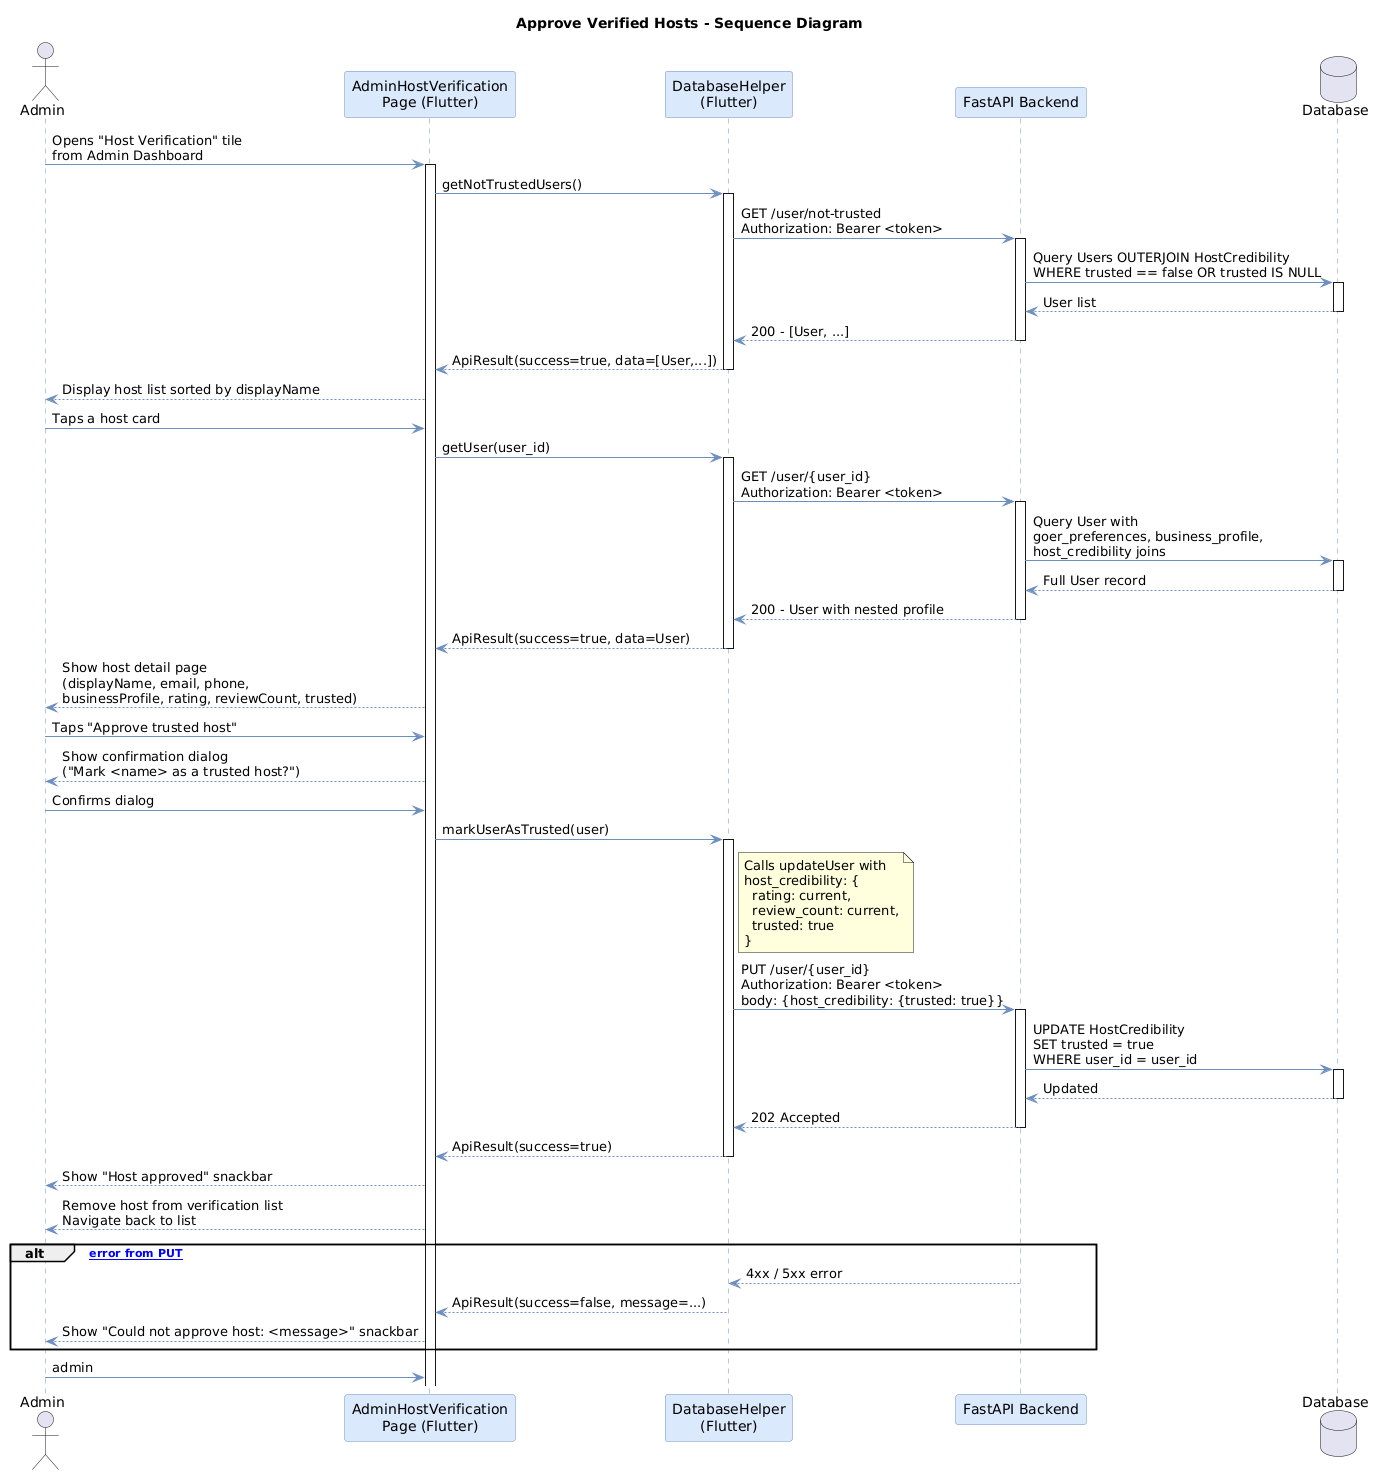 Approve Verified Hosts - Sequence Diagram
Admin
AdminHostVerification
Page (Flutter)
DatabaseHelper
(Flutter)
FastAPI Backend
Database
Opens "Host Verification" tile
from Admin Dashboard
getNotTrustedUsers()
GET /user/not-trusted
Authorization: Bearer <token>
Query Users OUTERJOIN HostCredibility
WHERE trusted == false OR trusted IS NULL
User list
200 - [User, ...]
ApiResult(success=true, data=[User,...])
Display host list sorted by displayName
Taps a host card
getUser(user_id)
GET /user/{user_id}
Authorization: Bearer <token>
Query User with
goer_preferences, business_profile,
host_credibility joins
Full User record
200 - User with nested profile
ApiResult(success=true, data=User)
Show host detail page
(displayName, email, phone,
businessProfile, rating, reviewCount, trusted)
Taps "Approve trusted host"
Show confirmation dialog
("Mark <name> as a trusted host?")
Confirms dialog
markUserAsTrusted(user)
Calls updateUser with
host_credibility: {
  rating: current,
  review_count: current,
  trusted: true
}
PUT /user/{user_id}
Authorization: Bearer <token>
body: {host_credibility: {trusted: true}}
UPDATE HostCredibility
SET trusted = true
WHERE user_id = user_id
Updated
202 Accepted
ApiResult(success=true)
Show "Host approved" snackbar
Remove host from verification list
Navigate back to list
alt error from PUT
4xx / 5xx error
ApiResult(success=false, message=...)
Show "Could not approve host: <message>" snackbar
admin
Admin
AdminHostVerification
Page (Flutter)
DatabaseHelper
(Flutter)
FastAPI Backend
Database